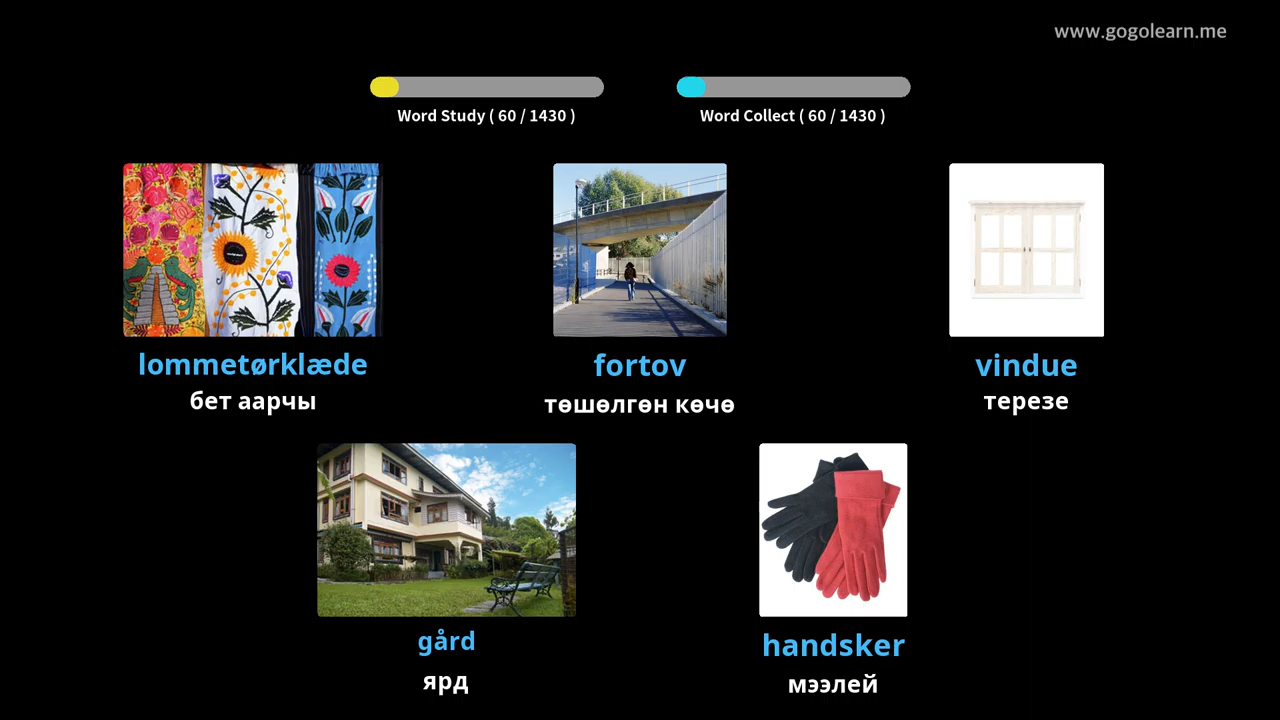 www.gogolearn.me
Word Study ( 60 / 1430 )
Word Collect ( 60 / 1430 )
lommetørklæde
бет аарчы
fortov
төшөлгөн көчө
vindue
терезе
gård
ярд
handsker
мээлей